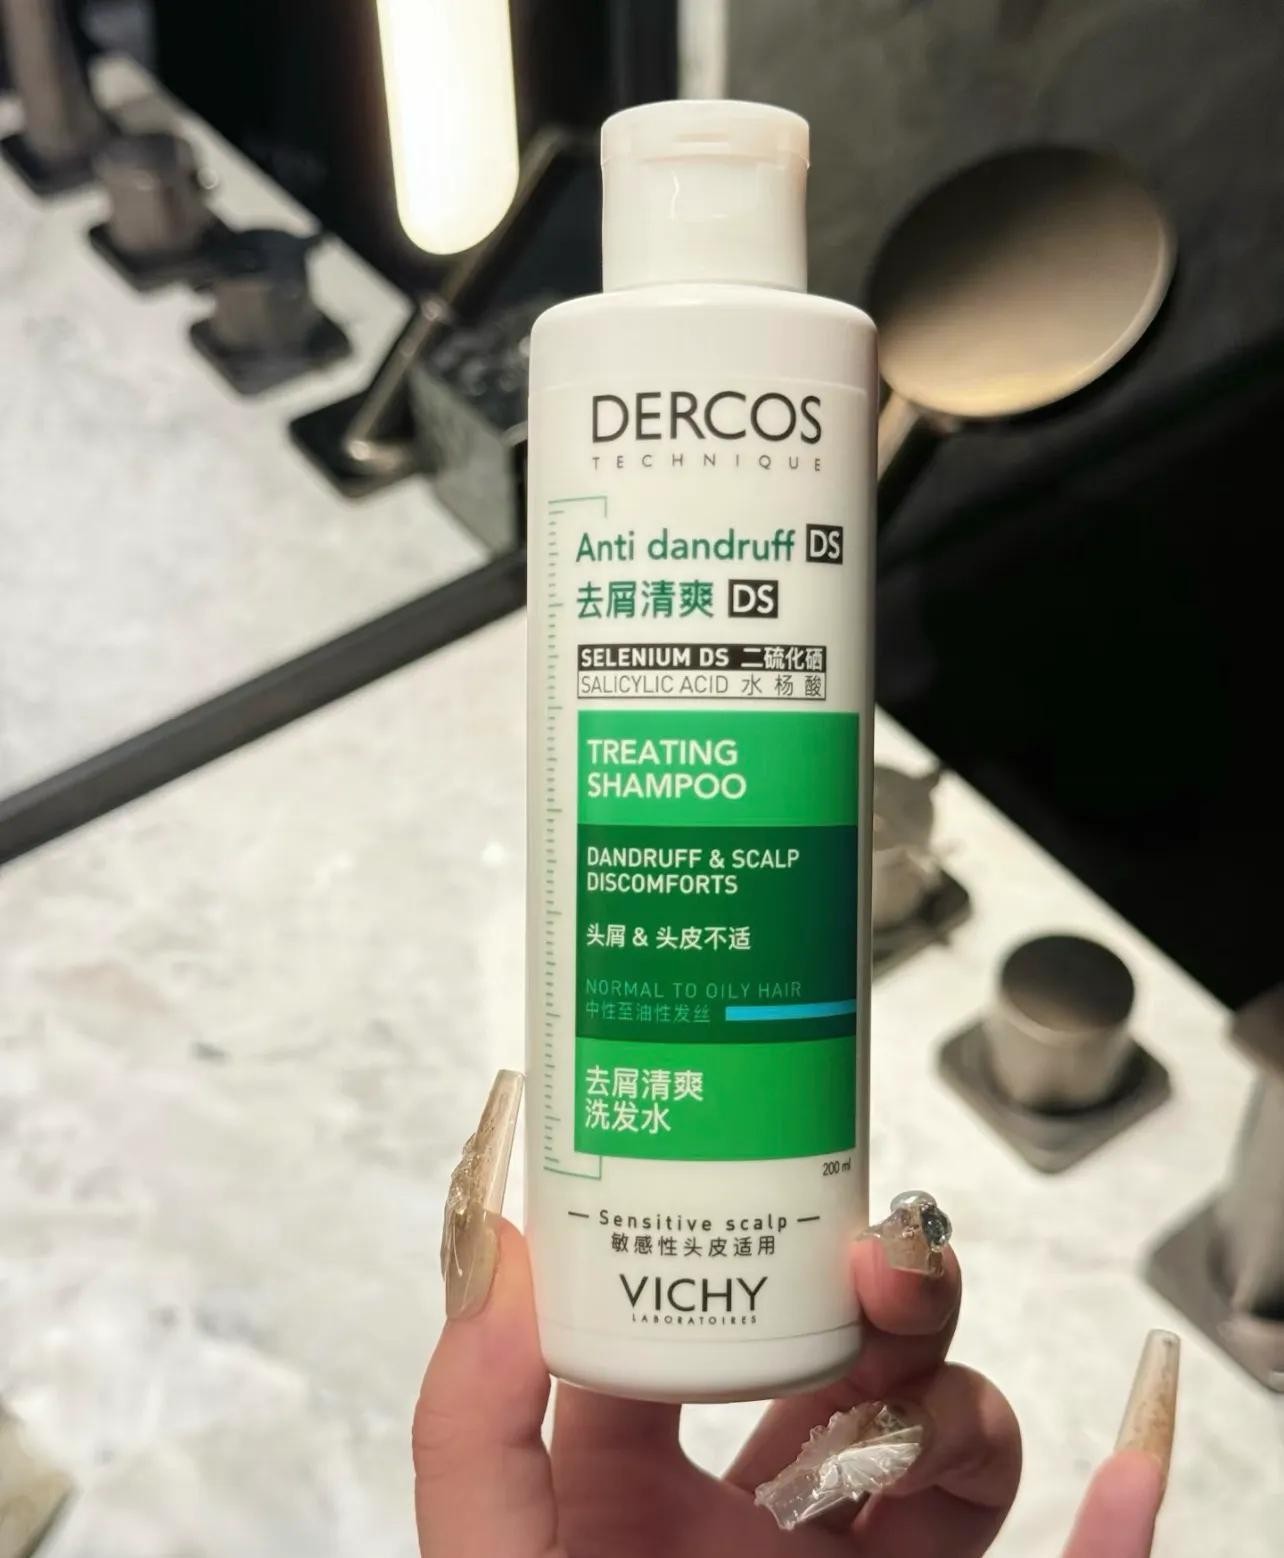 DERCOS
TECHNIQUE
Anti dandruff DS
去屑清爽 DS
SELENIUM DS 二硫化硒
SALICYLIC ACID 水杨酸
TREATING
SHAMPOO
DANDRUFF & SCALP
DISCOMFORTS
头屑 & 头皮不适
NORMAL TO OILY HAIR
中性至油性发丝
去屑清爽
洗发水
200 ml
— Sensitive scalp —
敏感性头皮适用
VICHY
LABORATOIRES